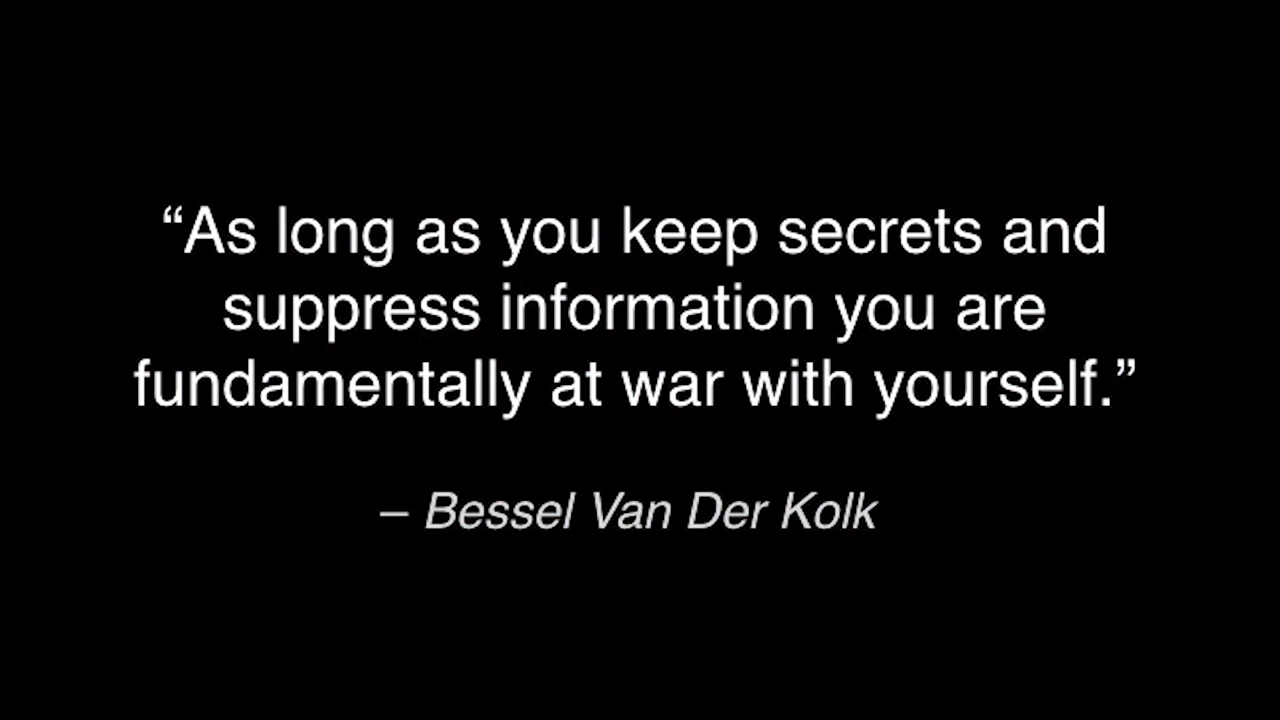 “As long as you keep secrets and
suppress information you are
fundamentally at war with yourself.”
– Bessel Van Der Kolk